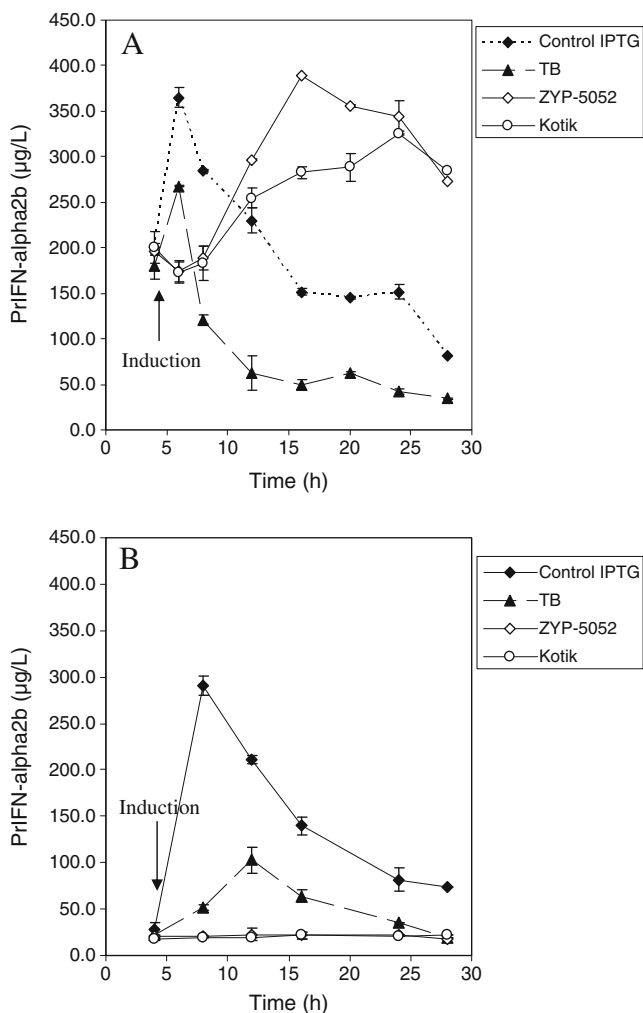 A
450.0
400.0
350.0
300.0
250.0
200.0
150.0
100.0
50.0
0.0
PrIFN-alpha2b (µg/L)
Induction
0 5 10 15 20 25 30
Time (h)
Control IPTG
TB
ZYP-5052
Kotik
B
450.0
400.0
350.0
300.0
250.0
200.0
150.0
100.0
50.0
0.0
PrIFN-alpha2b (µg/L)
Induction
0 5 10 15 20 25 30
Time (h)
Control IPTG
TB
ZYP-5052
Kotik